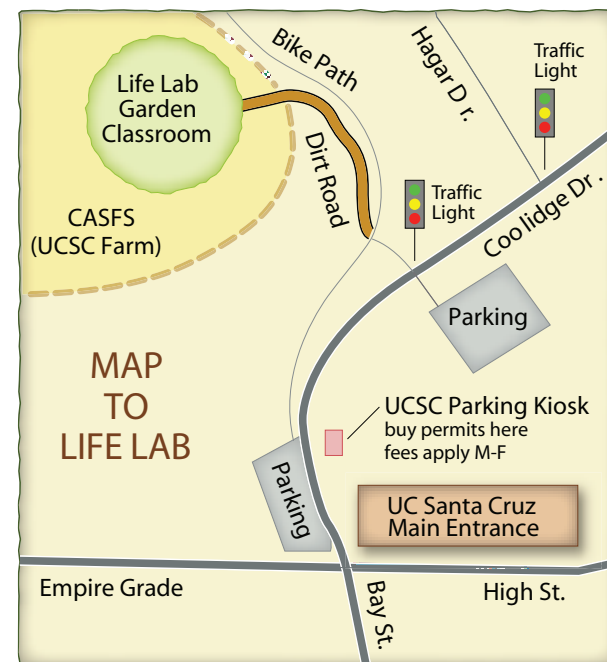 Bike Path
Hagar D r.
Traffic
Light
Life Lab
Garden
Classroom
Dirt Road
Traffic
Light
Coo lidge Dr .
CASFS
(UCSC Farm)
Parking
MAP
TO
LIFE LAB
UCSC Parking Kiosk
buy permits here
fees apply M-F
Parking
UC Santa Cruz
Main Entrance
Empire Grade
Bay St.
High St.